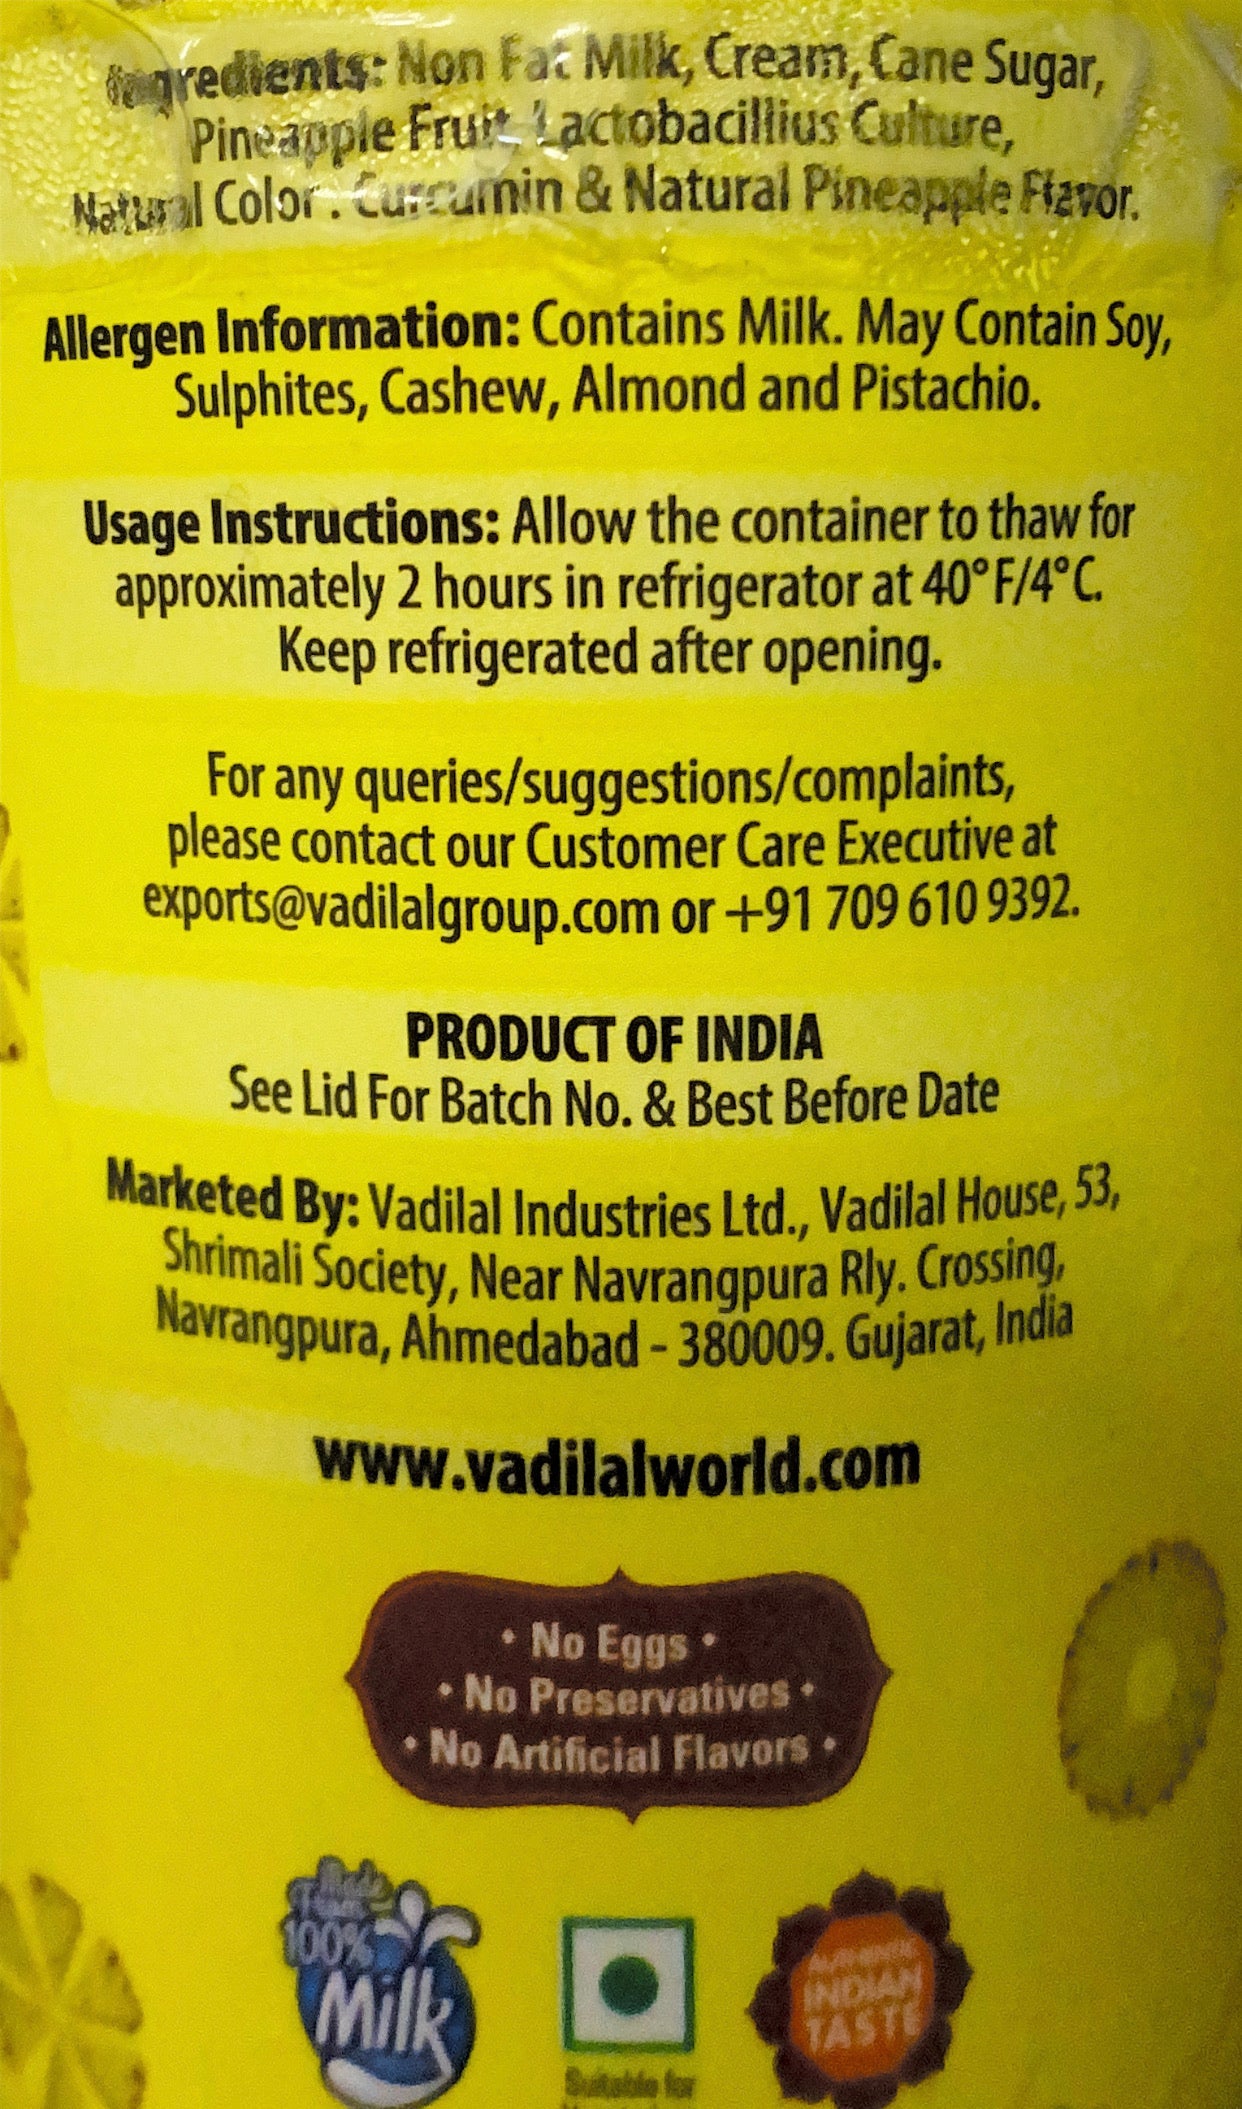 Ingredients: Non Fat Milk, Cream, Cane Sugar,
Pineapple Fruit, Lactobacillius Culture,
Natural Color . Curcumin & Natural Pineapple Flavor.
Allergen Information: Contains Milk. May Contain Soy,
Sulphites, Cashew, Almond and Pistachio.
Usage Instructions: Allow the container to thaw for
approximately 2 hours in refrigerator at 40°F/4°C.
Keep refrigerated after opening.
For any queries/suggestions/complaints,
please contact our Customer Care Executive at
exports@vadilalgroup.com or +91 709 610 9392.
PRODUCT OF INDIA
See Lid For Batch No. & Best Before Date
Marketed By: Vadilal Industries Ltd., Vadilal House, 53,
Shrimali Society, Near Navrangpura Rly. Crossing,
Navrangpura, Ahmedabad - 380009. Gujarat, India
www.vadilalworld.com
• No Eggs •
• No Preservatives •
• No Artificial Flavors •
Made
From
100%
Milk
AUTHENTIC
INDIAN
TASTE
Suitable for